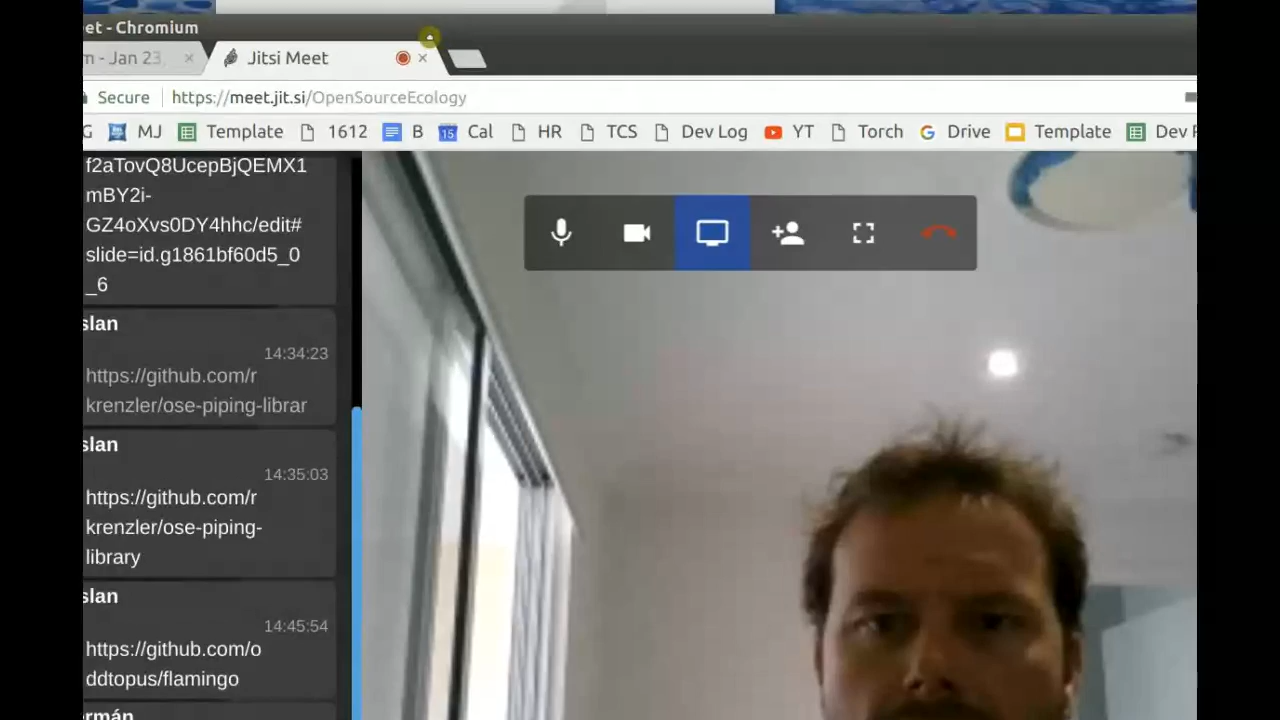 et - Chromium
m - Jan 23,
Jitsi Meet
Secure https://meet.jit.si/OpenSourceEcology
G MJ Template 1612 B 15 Cal HR TCS Dev Log YT Torch Drive Template Dev
f2aTovQ8UcepBjQEMX1
mBY2i-
GZ4oXvs0DY4hhc/edit#
slide=id.g1861bf60d5_0
_6
slan
14:34:23
https://github.com/r
krenzler/ose-piping-librar
slan
14:35:03
https://github.com/r
krenzler/ose-piping-
library
slan
14:45:54
https://github.com/o
ddtopus/flamingo
rmán